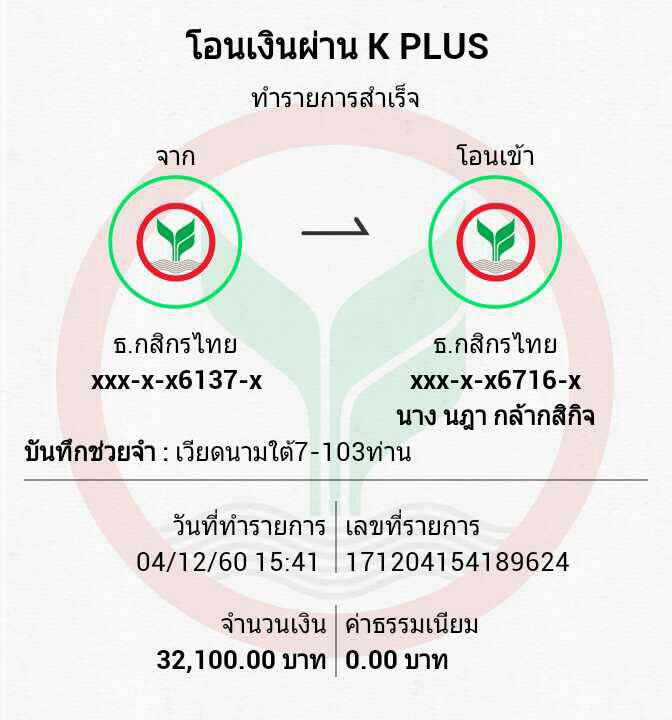 โอนเงินผ่าน K PLUS
ทำรายการสำเร็จ
จาก
โอนเข้า
ธ.กสิกรไทย
xxx-x-x6137-x
ธ.กสิกรไทย
xxx-x-x6716-x
นาง นฎา กล้ากสิกิจ
บันทึกช่วยจำ : เวียดนามใต้7-103ท่าน
วันที่ทำรายการ
04/12/60 15:41
เลขที่รายการ
171204154189624
จำนวนเงิน
32,100.00 บาท
ค่าธรรมเนียม
0.00 บาท